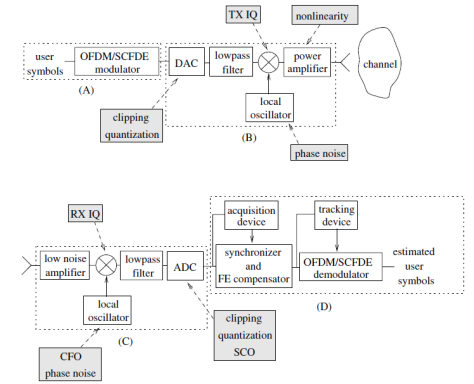 TX IQ
nonlinearity
user
symbols
OFDM/SCFDE
modulator
DAC
lowpass
filter
power
amplifier
channel
(A)
clipping
quantization
local
oscillator
(B)
phase noise
RX IQ
acquisition
device
tracking
device
low noise
amplifier
lowpass
filter
ADC
synchronizer
and
FE compensator
OFDM/SCFDE
demodulator
estimated
user
symbols
local
oscillator
(C)
(D)
clipping
quantization
SCO
CFO
phase noise